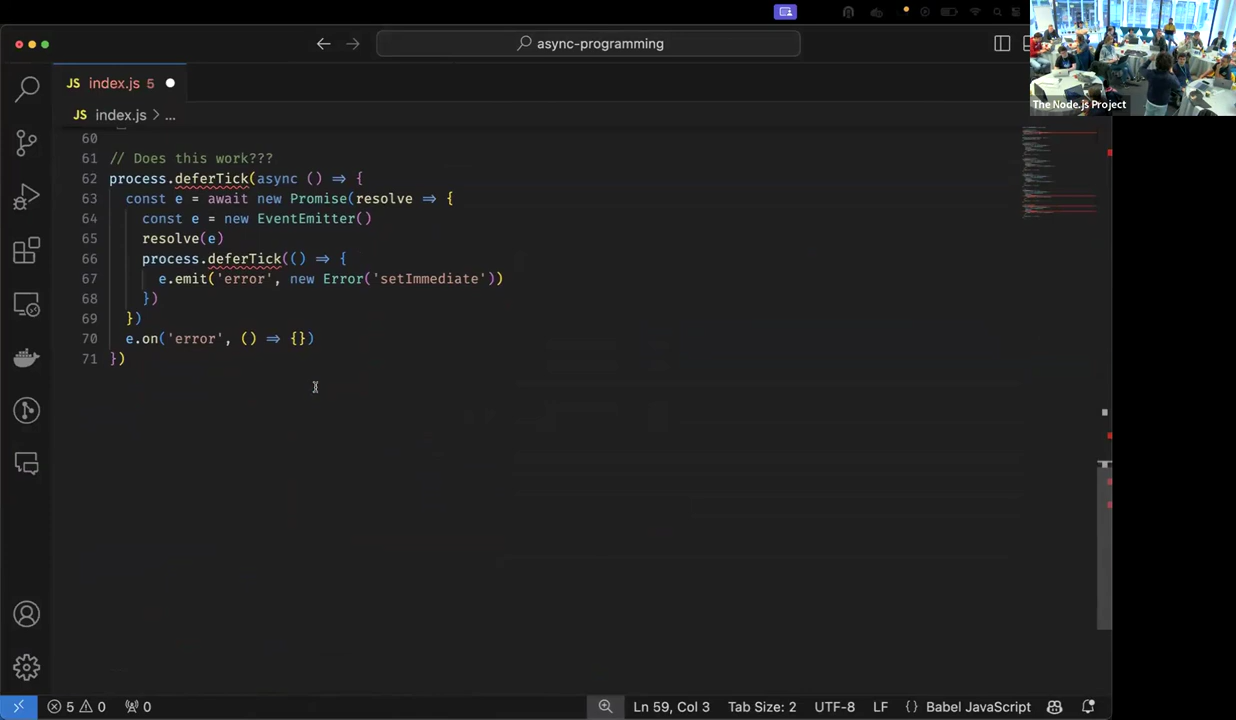 async-programming
JS index.js 5
JS index.js > ...
60
61 // Does this work???
62 process.deferTick(async () => {
63 const e = await new Promise(resolve => {
64 const e = new EventEmitter()
65 resolve(e)
66 process.deferTick(() => {
67 e.emit('error', new Error('setImmediate'))
68 })
69 })
70 e.on('error', () => {})
71 })
The Node.js Project
5 0 0 Ln 59, Col 3 Tab Size: 2 UTF-8 LF {} Babel JavaScript